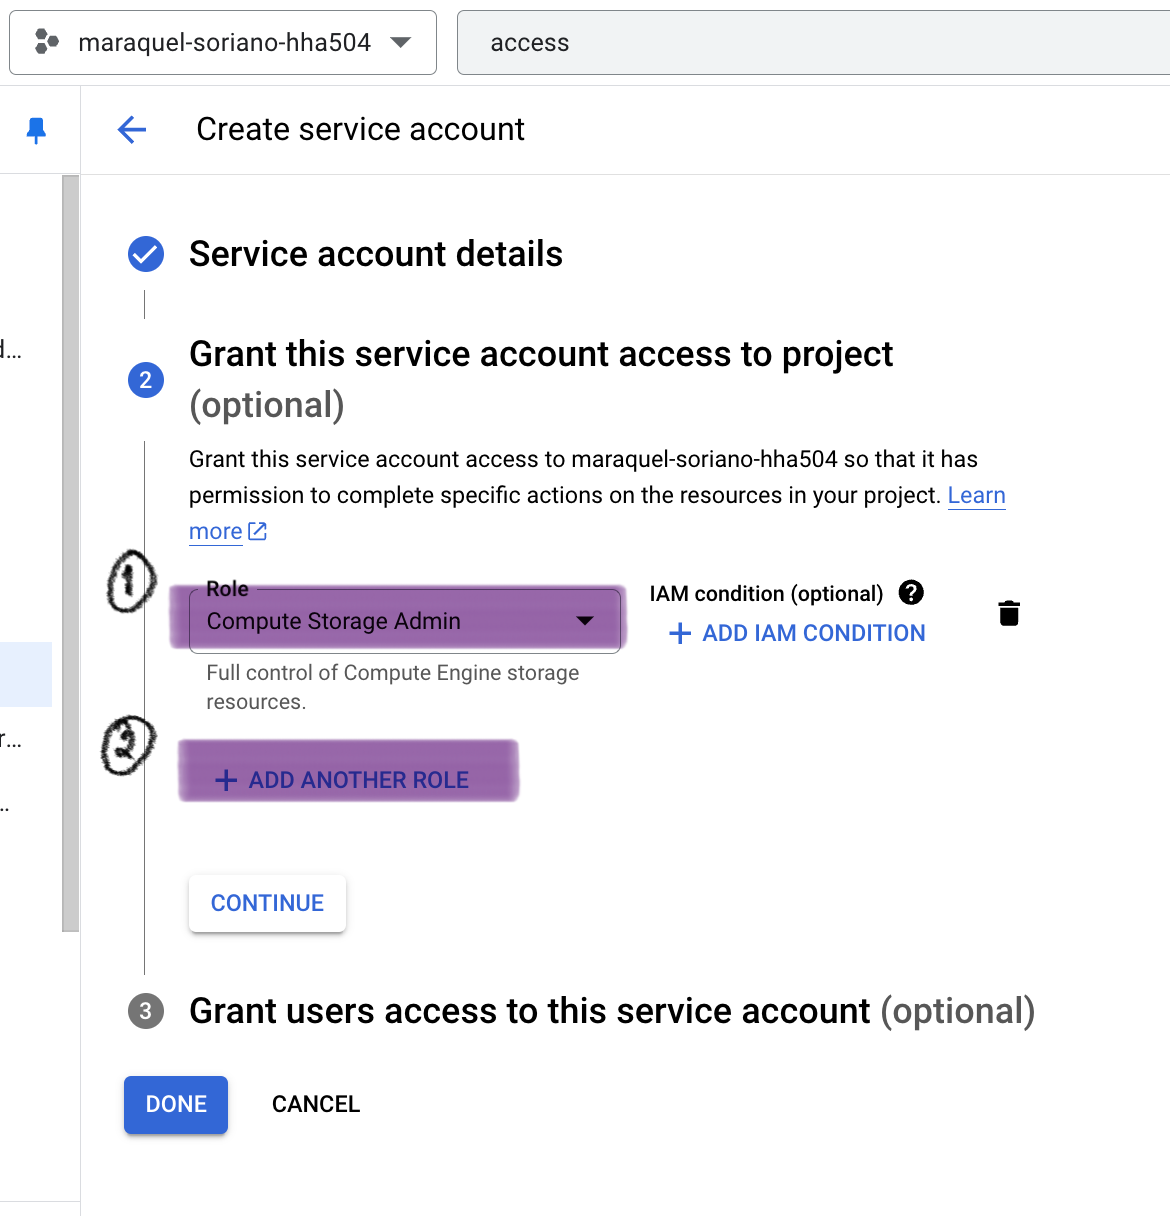 maraquel-soriano-hha504
access
Create service account
Service account details
d...
2
Grant this service account access to project
(optional)
Grant this service account access to maraquel-soriano-hha504 so that it has
permission to complete specific actions on the resources in your project. Learn
more
1
Role
Compute Storage Admin
IAM condition (optional) ?
+ ADD IAM CONDITION
Full control of Compute Engine storage
resources.
2
r...
+ ADD ANOTHER ROLE
..
CONTINUE
3
Grant users access to this service account (optional)
DONE
CANCEL